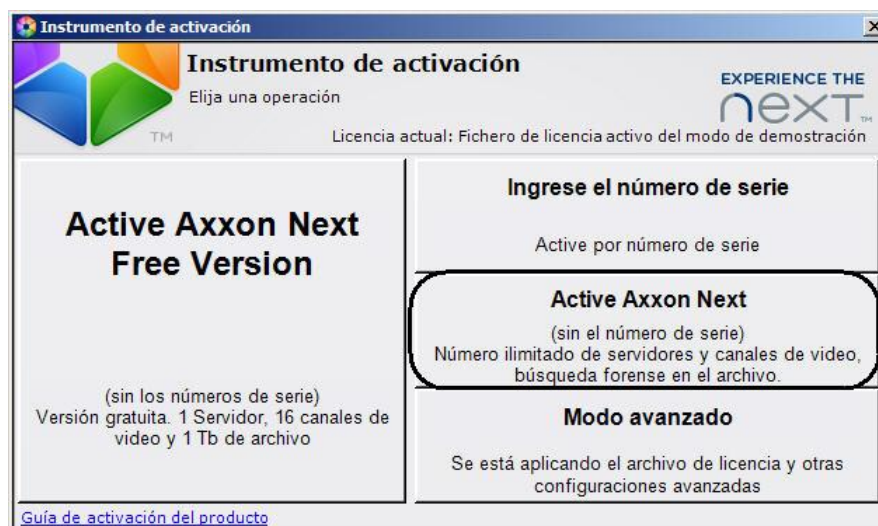 Instrumento de activación
Instrumento de activación
Elija una operación
EXPERIENCE THE
next TM
TM
Licencia actual: Fichero de licencia activo del modo de demostración
Active Axxon Next
Free Version
(sin los números de serie)
Versión gratuita. 1 Servidor, 16 canales de
video y 1 Tb de archivo
Ingrese el número de serie
Active por número de serie
Active Axxon Next
(sin el número de serie)
Número ilimitado de servidores y canales de video,
búsqueda forense en el archivo.
Modo avanzado
Se está aplicando el archivo de licencia y otras
configuraciones avanzadas
Guía de activación del producto